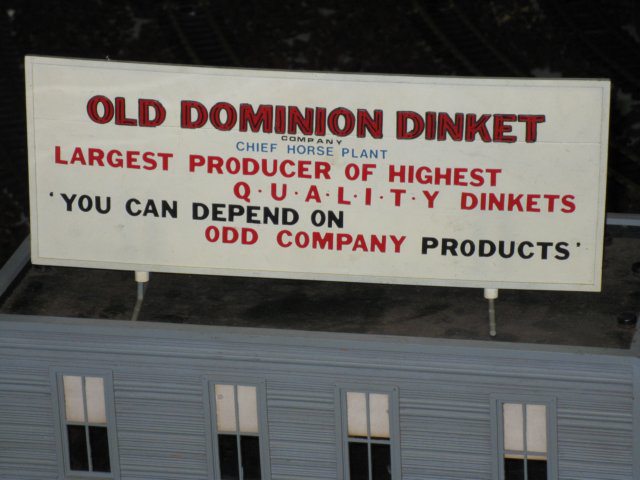 OLD DOMINION DINKET
COMPANY
CHIEF HORSE PLANT
LARGEST PRODUCER OF HIGHEST
Q·U·A·L·I·T·Y DINKETS
'YOU CAN DEPEND ON
ODD COMPANY PRODUCTS'